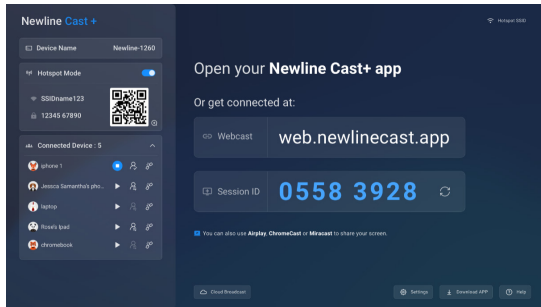 Newline Cast +
Hotspot SSID
Device Name Newline-1260
Hotspot Mode
SSIDname123
12345 67890
Connected Device : 5
iphone 1
Jessca Samantha's pho...
laptop
Rose's Ipad
chromebook
Open your Newline Cast+ app
Or get connected at:
Webcast web.newlinecast.app
Session ID 0558 3928
You can also use Airplay, ChromeCast or Miracast to share your screen.
Cloud Broadcast
Settings
Download APP
Help